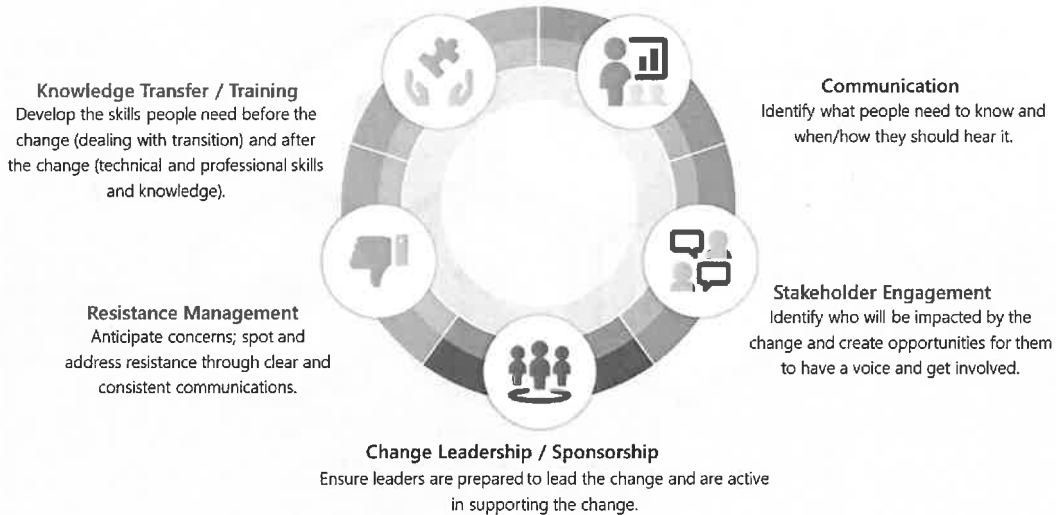 Knowledge Transfer / Training
Develop the skills people need before the
change (dealing with transition) and after
the change (technical and professional skills
and knowledge).
Communication
Identify what people need to know and
when/how they should hear it.
Resistance Management
Anticipate concerns; spot and
address resistance through clear and
consistent communications.
Stakeholder Engagement
Identify who will be impacted by the
change and create opportunities for them
to have a voice and get involved.
Change Leadership / Sponsorship
Ensure leaders are prepared to lead the change and are active
in supporting the change.